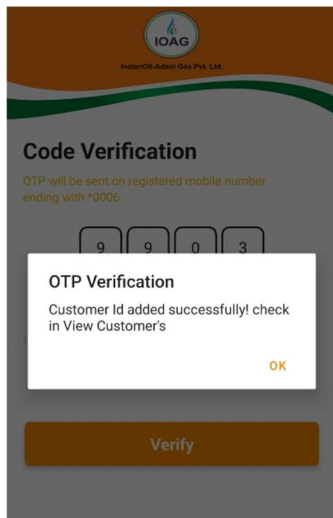 IOAG
IndianOil-Adani Gas Pvt. Ltd.
Code Verification
OTP will be sent on registered mobile number
ending with *0006
9 9 0 3
OTP Verification
Customer Id added successfully! check
in View Customer's
OK
Verify